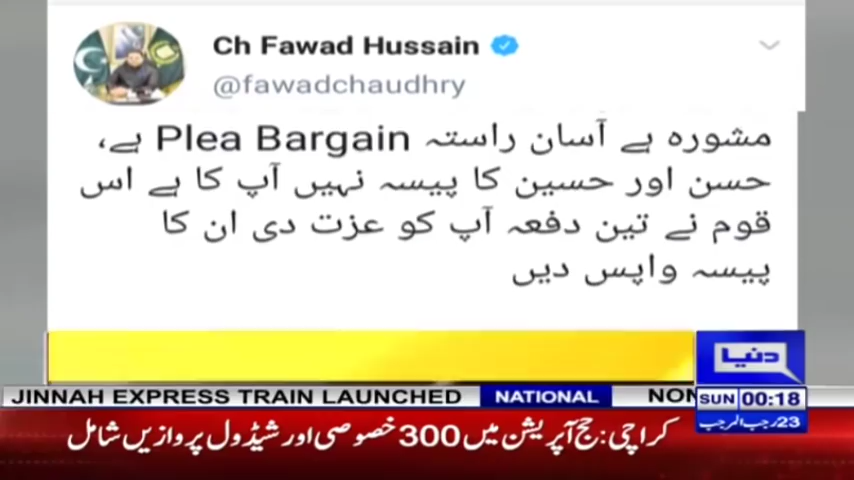 Ch Fawad Hussain
@fawadchaudhry
مشورہ ہے آسان راستہ Plea Bargain ہے،
حسن اور حسین کا پیسہ نہیں آپ کا ہے اس
قوم نے تین دفعہ آپ کو عزت دی ان کا
پیسہ واپس دیں
دنیا
JINNAH EXPRESS TRAIN LAUNCHED NATIONAL NON
SUN 00:18
23 رجب المرجب
کراچی: حج آپریشن میں 300 خصوصی اور شیڈول پروازیں شامل